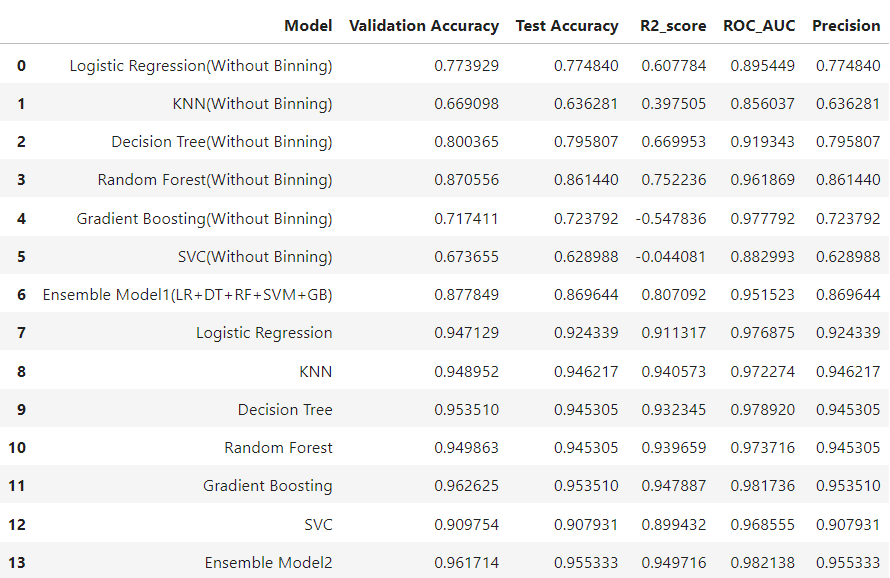 Model Validation Accuracy Test Accuracy R2_score ROC_AUC Precision
0 Logistic Regression(Without Binning) 0.773929 0.774840 0.607784 0.895449 0.774840
1 KNN(Without Binning) 0.669098 0.636281 0.397505 0.856037 0.636281
2 Decision Tree(Without Binning) 0.800365 0.795807 0.669953 0.919343 0.795807
3 Random Forest(Without Binning) 0.870556 0.861440 0.752236 0.961869 0.861440
4 Gradient Boosting(Without Binning) 0.717411 0.723792 -0.547836 0.977792 0.723792
5 SVC(Without Binning) 0.673655 0.628988 -0.044081 0.882993 0.628988
6 Ensemble Model1(LR+DT+RF+SVM+GB) 0.877849 0.869644 0.807092 0.951523 0.869644
7 Logistic Regression 0.947129 0.924339 0.911317 0.976875 0.924339
8 KNN 0.948952 0.946217 0.940573 0.972274 0.946217
9 Decision Tree 0.953510 0.945305 0.932345 0.978920 0.945305
10 Random Forest 0.949863 0.945305 0.939659 0.973716 0.945305
11 Gradient Boosting 0.962625 0.953510 0.947887 0.981736 0.953510
12 SVC 0.909754 0.907931 0.899432 0.968555 0.907931
13 Ensemble Model2 0.961714 0.955333 0.949716 0.982138 0.955333